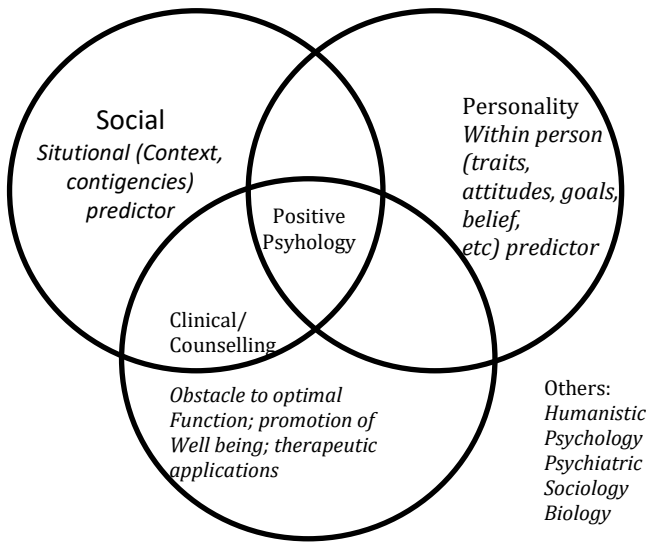 Social
Situtional (Context,
contigencies)
predictor
Personality
Within person
(traits,
attitudes, goals,
belief,
etc) predictor
Positive
Psyhology
Clinical/
Counselling
Obstacle to optimal
Function; promotion of
Well being; therapeutic
applications
Others:
Humanistic
Psychology
Psychiatric
Sociology
Biology